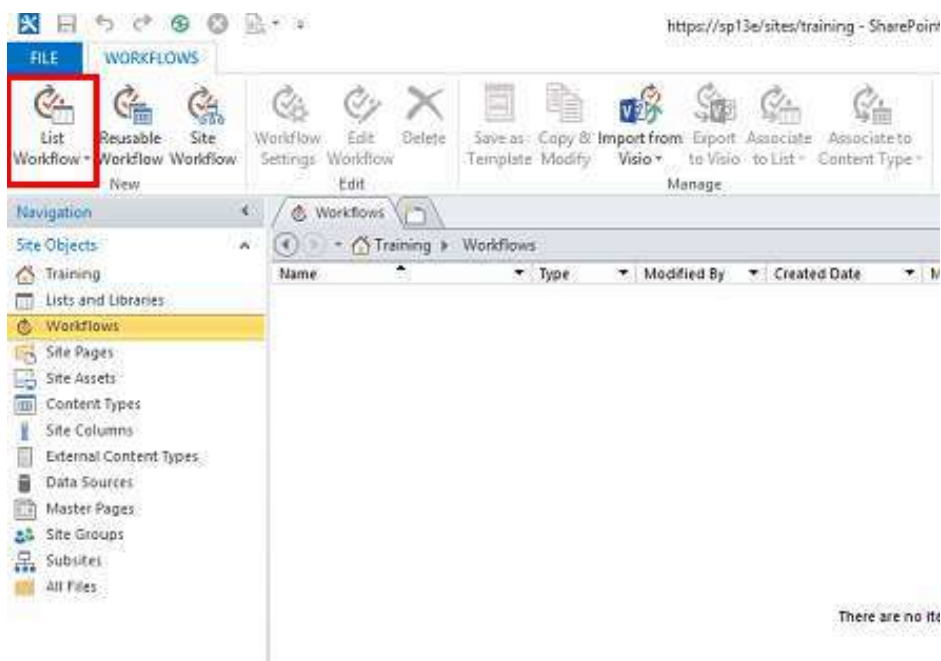 https://sp13e/sites/training - SharePoint
FILE WORKFLOWS
List Reusable Site Workflow Edit Delete Save as Copy & Import from Export Associate Associate to
Workflow Workflow Workflow Settings Workflow Template Modify Visio to Visio to List Content Type
New Edit Manage
Navigation Workflows
Site Objects Training Workflows
Training Name Type Modified By Created Date M
Lists and Libraries
Workflows
Site Pages
Site Assets
Content Types
Site Columns
External Content Types
Data Sources
Master Pages
Site Groups
Subsites
All Files
There are no ite